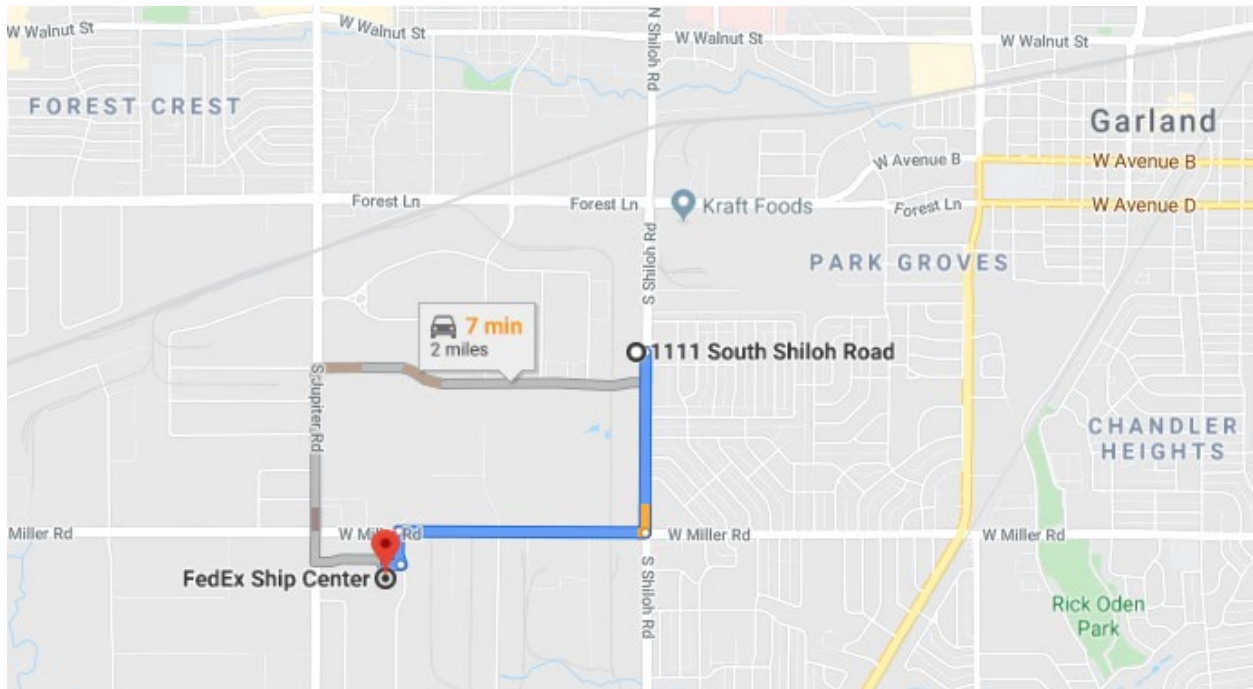 W Walnut St
W Walnut St
N Shiloh Rd
W Walnut St
W Walnut St
FOREST CREST
Garland
W Avenue B
W Avenue B
Forest Ln
Forest Ln
Kraft Foods
Forest Ln
W Avenue D
S Shiloh Rd
PARK GROVES
7 min
2 miles
1111 South Shiloh Road
S Jupiter Rd
CHANDLER
HEIGHTS
Miller Rd
W Miller Rd
W Miller Rd
W Miller Rd
FedEx Ship Center
S Shiloh Rd
Rick Oden
Park